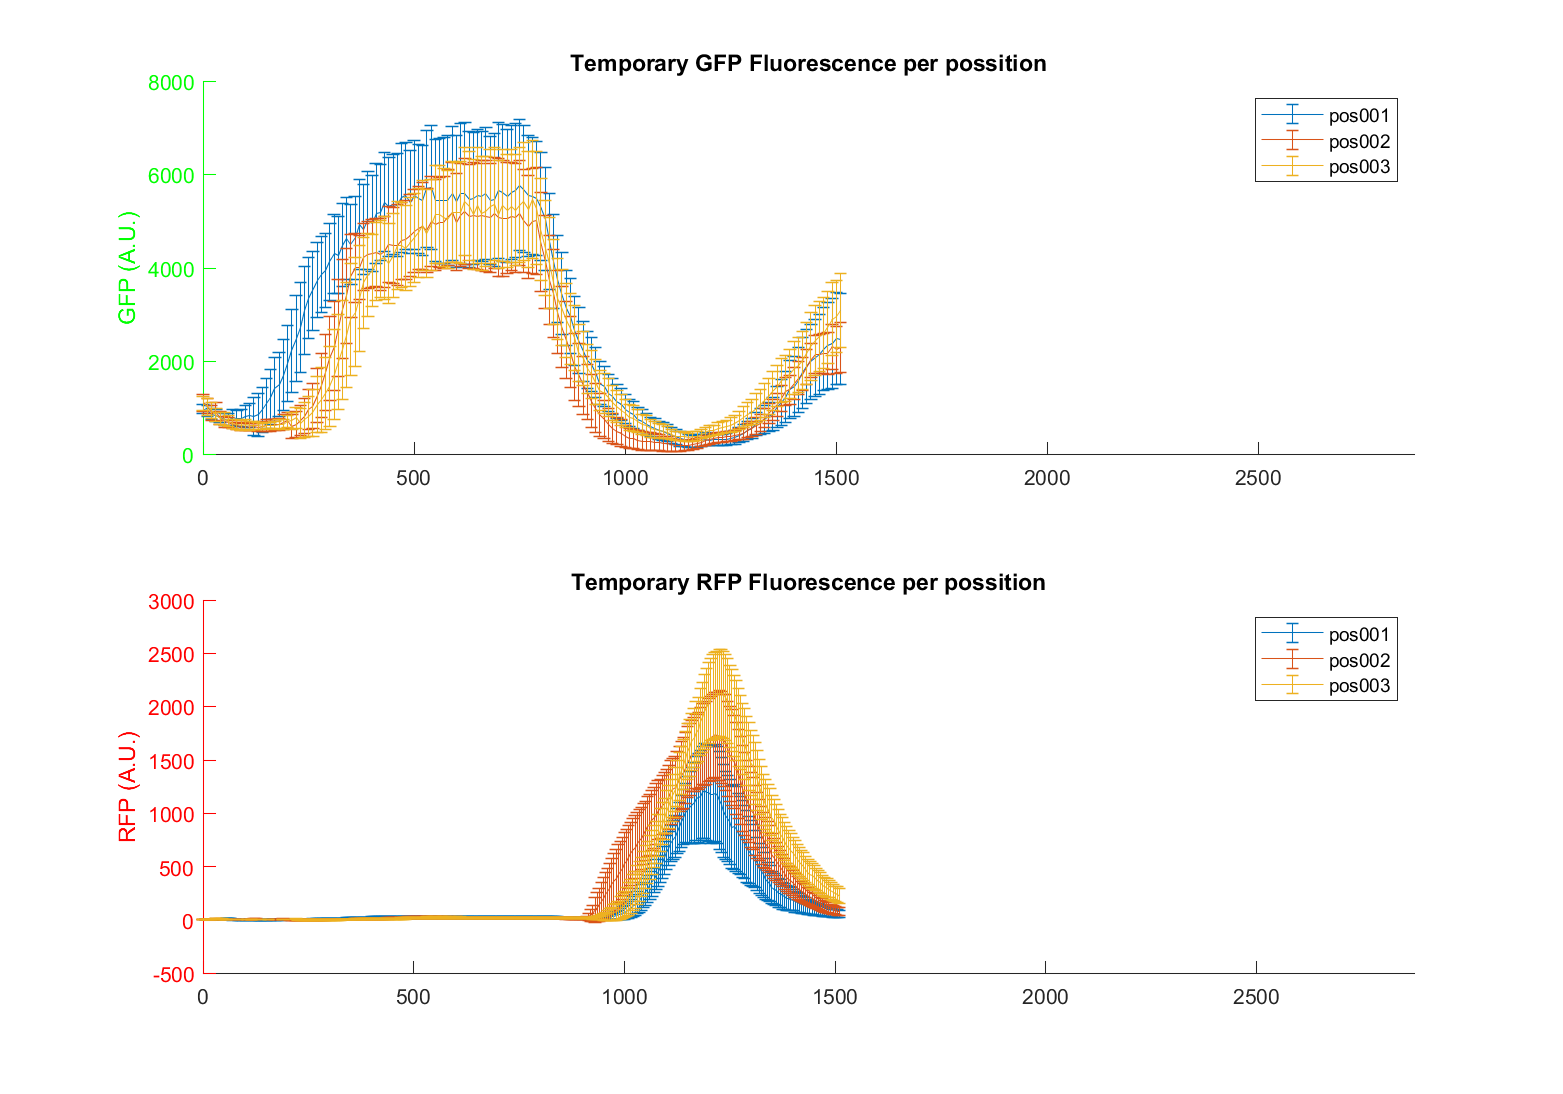 Temporary GFP Fluorescence per possition
8000
6000
4000
2000
0
GFP (A.U.)
0 500 1000 1500 2000 2500
pos001
pos002
pos003
Temporary RFP Fluorescence per possition
3000
2500
2000
1500
1000
500
0
-500
RFP (A.U.)
0 500 1000 1500 2000 2500
pos001
pos002
pos003